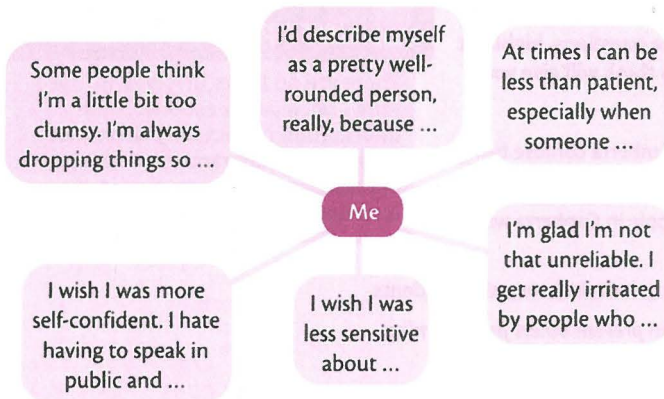 Some people think
I'm a little bit too
clumsy. I'm always
dropping things so ...
I'd describe myself
as a pretty well-
rounded person,
really, because ...
At times I can be
less than patient,
especially when
someone ...
Me
I wish I was more
self-confident. I hate
having to speak in
public and ...
I wish I was
less sensitive
about ...
I'm glad I'm not
that unreliable. I
get really irritated
by people who ...